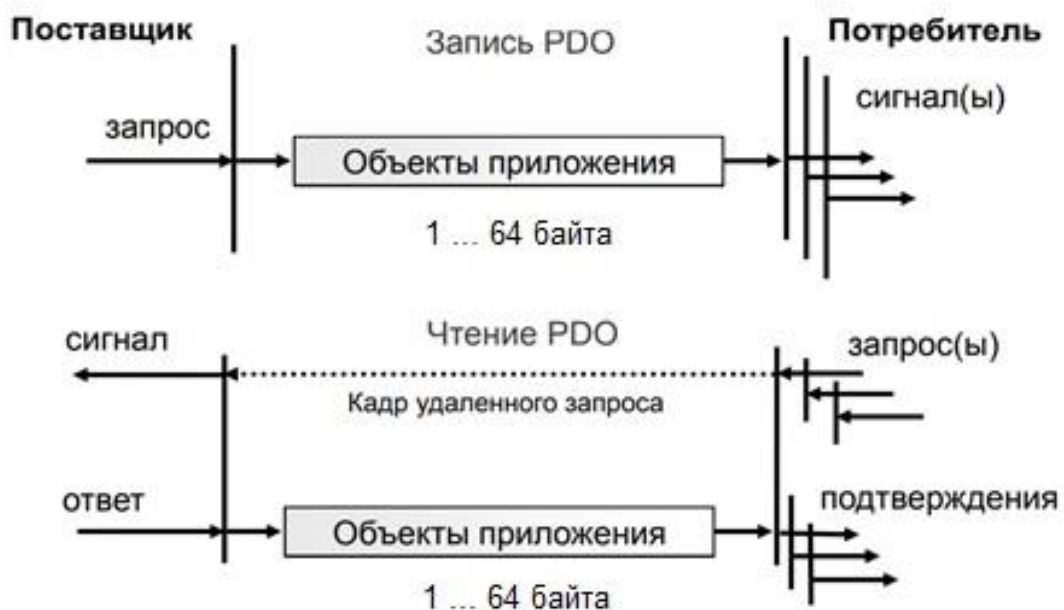 Поставщик
Запись PDO
Потребитель
сигнал(ы)
запрос
Объекты приложения
1 ... 64 байта
Чтение PDO
сигнал
запрос(ы)
Кадр удаленного запроса
ответ
подтверждения
Объекты приложения
1 ... 64 байта